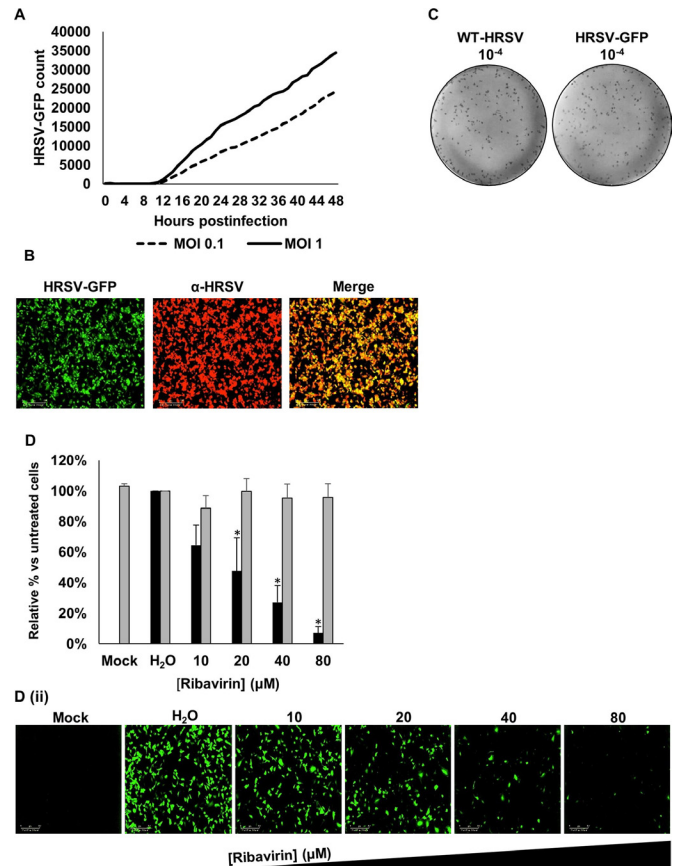 A
40000
35000
30000
25000
20000
15000
10000
5000
0
HRSV-GFP count
0 4 8 12 16 20 24 28 32 36 40 44 48
Hours postinfection
MOI 0.1 MOI 1
C
WT-HRSV HRSV-GFP
10-4 10-4
B
HRSV-GFP α-HRSV Merge
D
120%
100%
80%
60%
40%
20%
0%
Relative % vs untreated cells
* * *
Mock H2O 10 20 40 80
[Ribavirin] (µM)
D (ii)
Mock H2O 10 20 40 80
[Ribavirin] (µM)